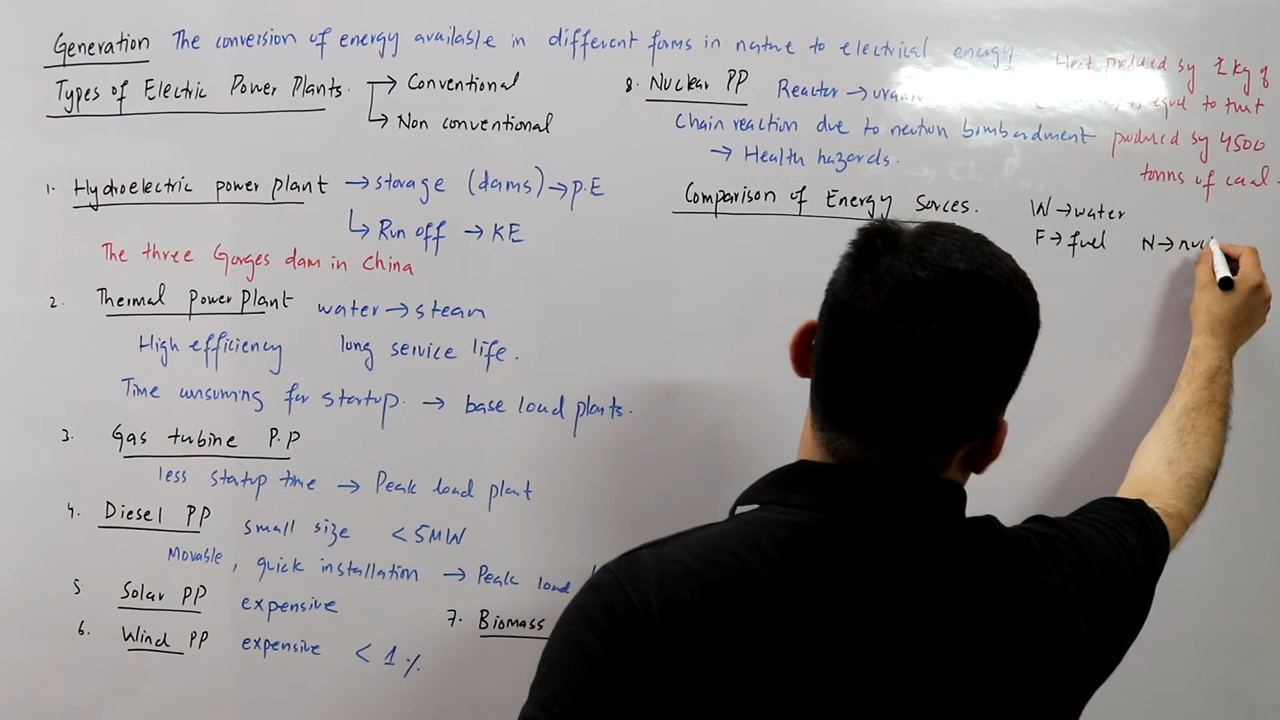 Generation The conversion of energy available in different forms in nature to electrical energy.
Types of Electric Power Plants. → Conventional
↳ Non conventional
1. Hydroelectric power plant → storage (dams) → P.E
↳ Run off → KE
The three Gorges dam in China
2. Thermal power plant water → steam
High efficiency long service life.
Time consuming for startup. → base load plants.
3. Gas turbine P.P
less startup time → Peak load plant
4. Diesel PP small size < 5MW
Movable, quick installation → Peak load
5 Solar PP expensive
6. Wind PP expensive < 1%
7. Biomass
8. Nuclear PP Reactor →
Chain reaction due to neutron bombardment
→ Health hazards.
Heat produced by 1 kg of
equal to that
produced by 4500
tonns of coal.
Comparison of Energy Sorces.
W → water
F → fuel N → nuc